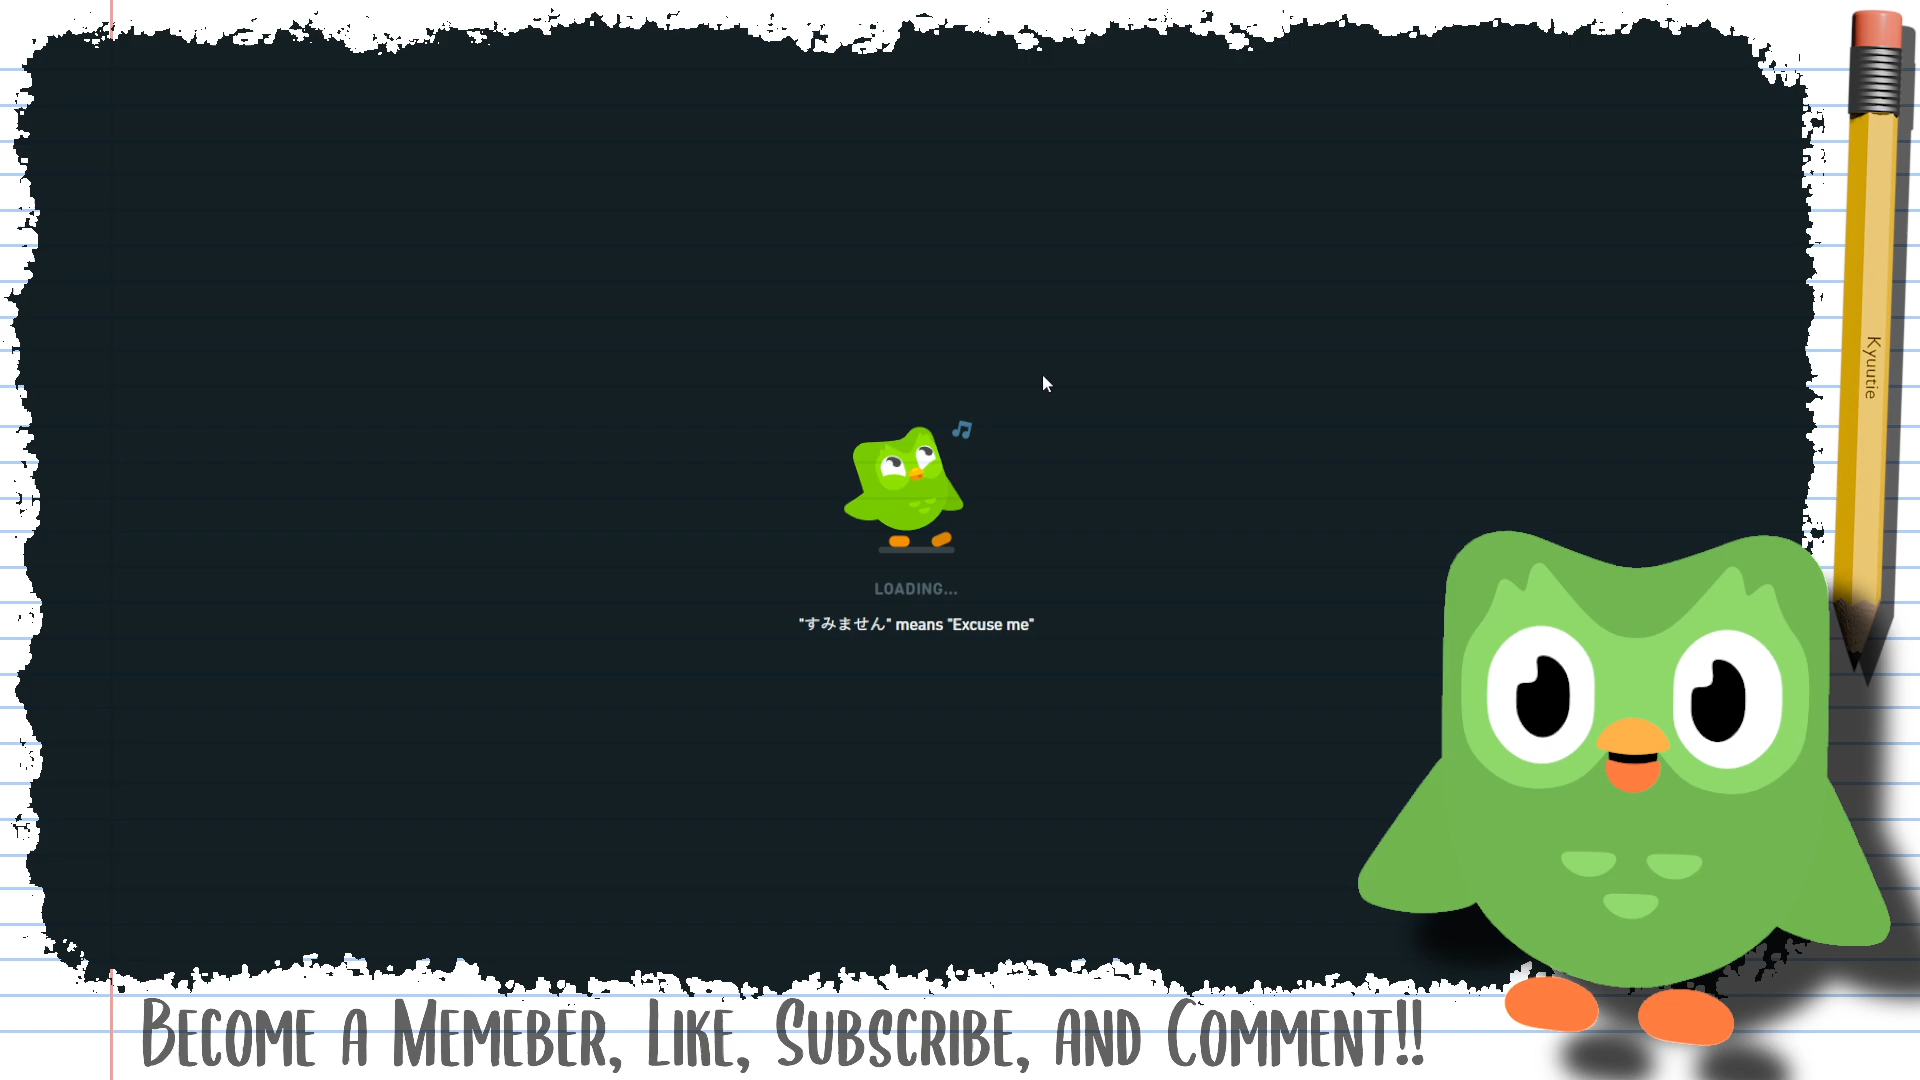 Kyuutie
LOADING...
"すみません" means "Excuse me"
BECOME A MEMEBER, LIKE, SUBSCRIBE, AND COMMENT!!